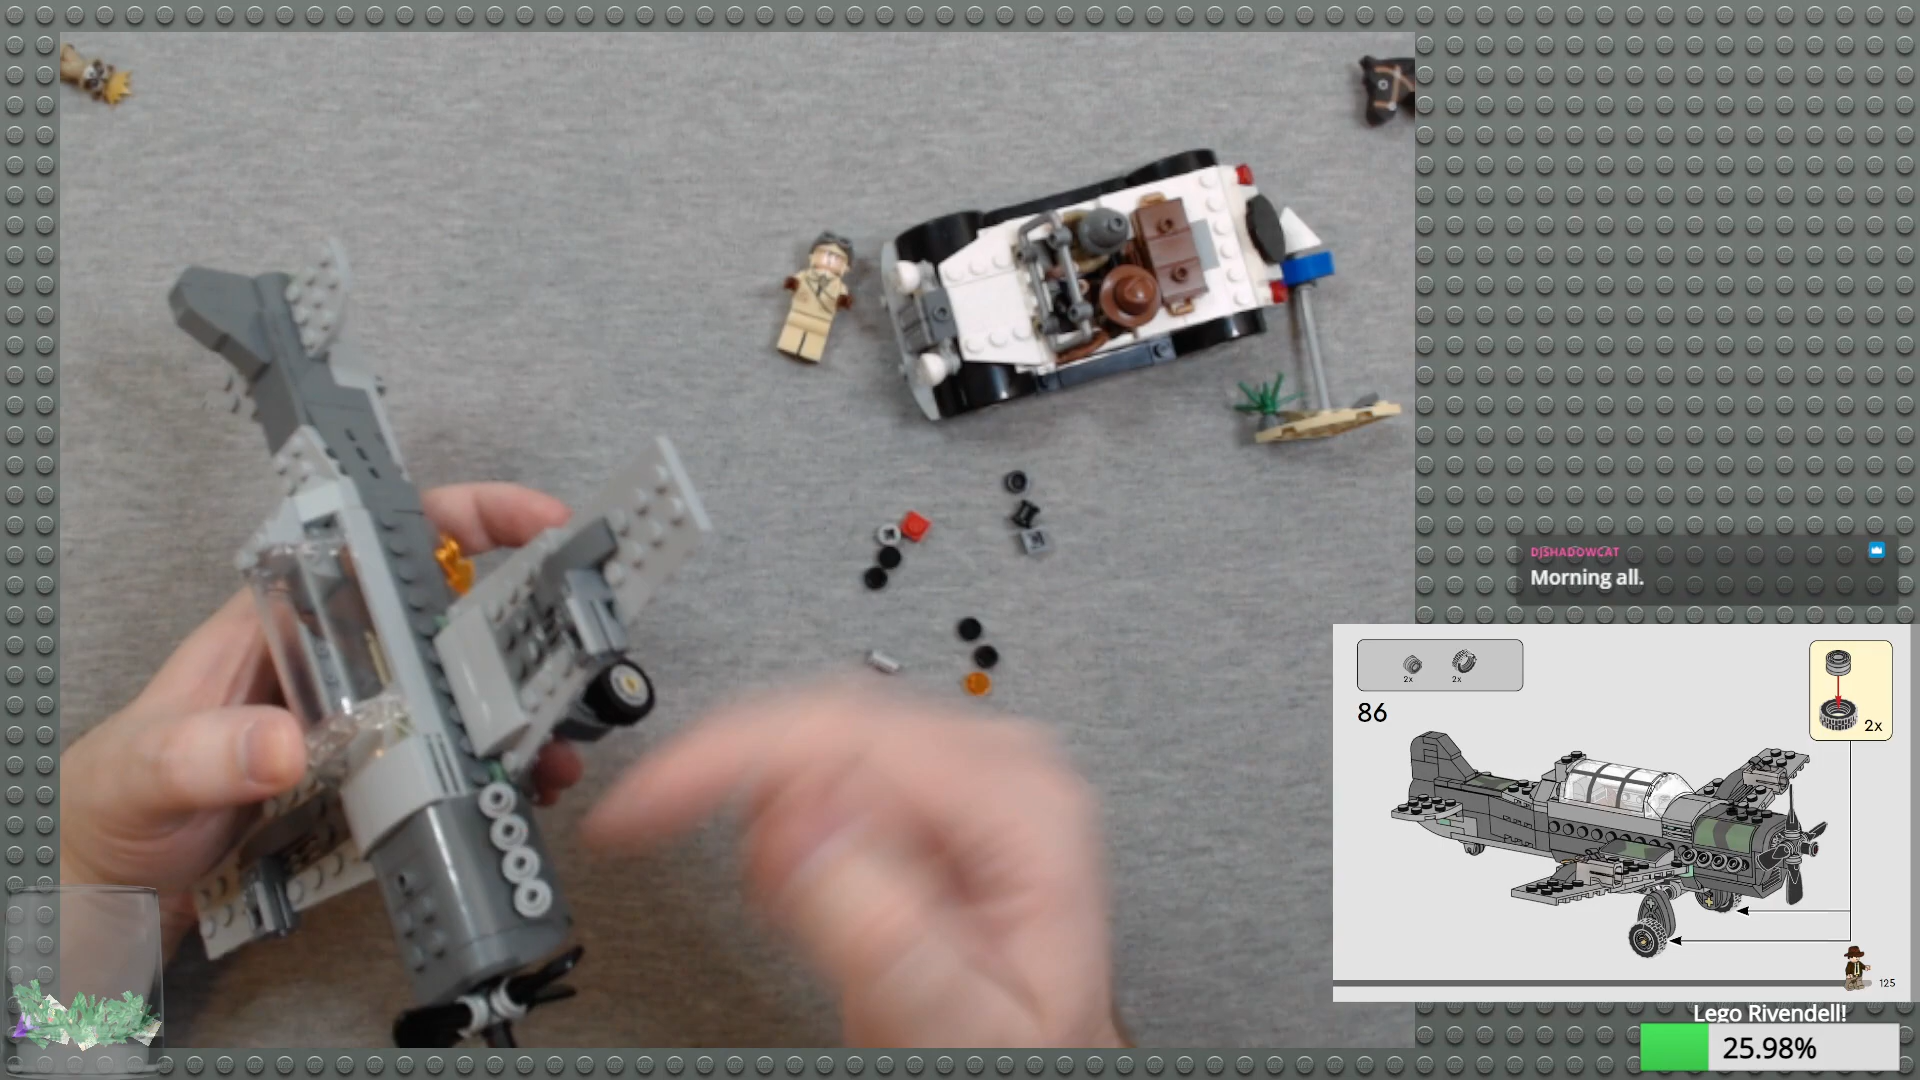 DJSHADOWCAT
Morning all.
2x
2x
86
2x
125
Lego Rivendell!
25.98%